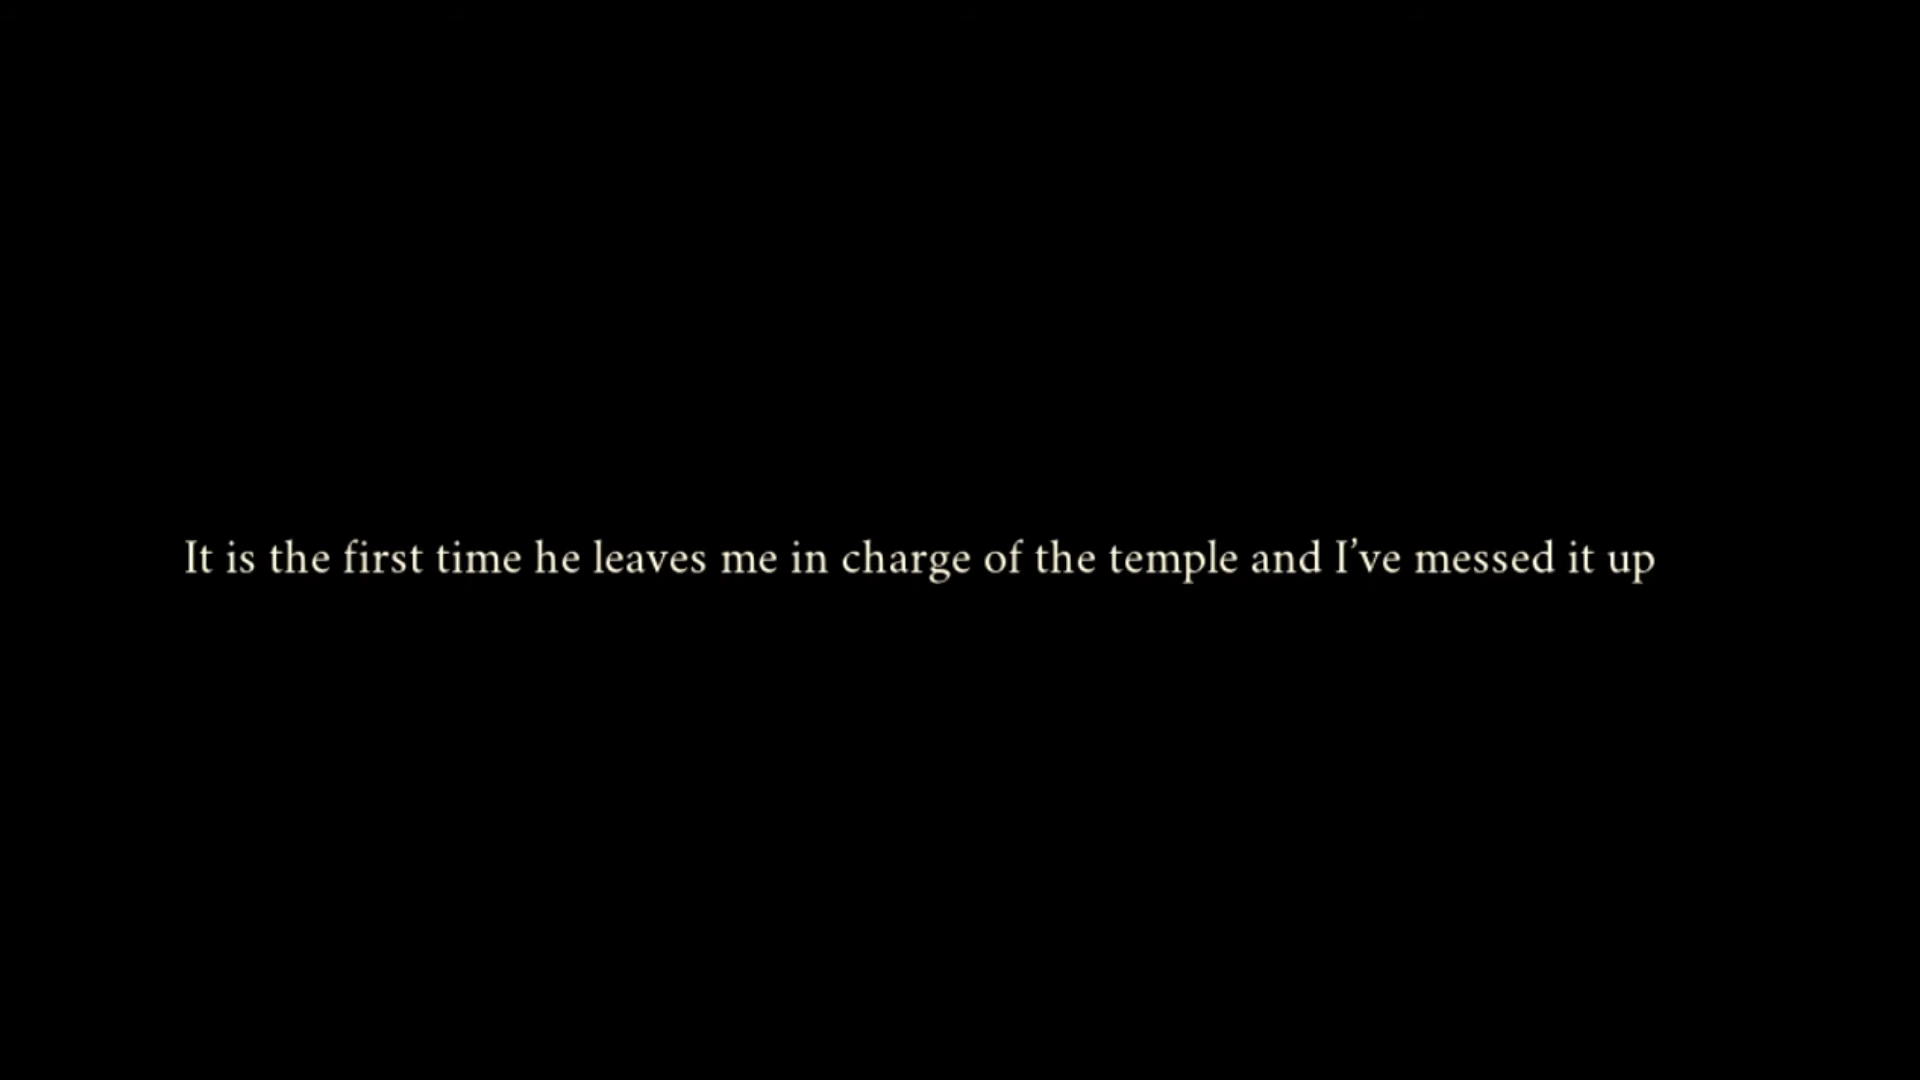 It is the first time he leaves me in charge of the temple and I’ve messed it up